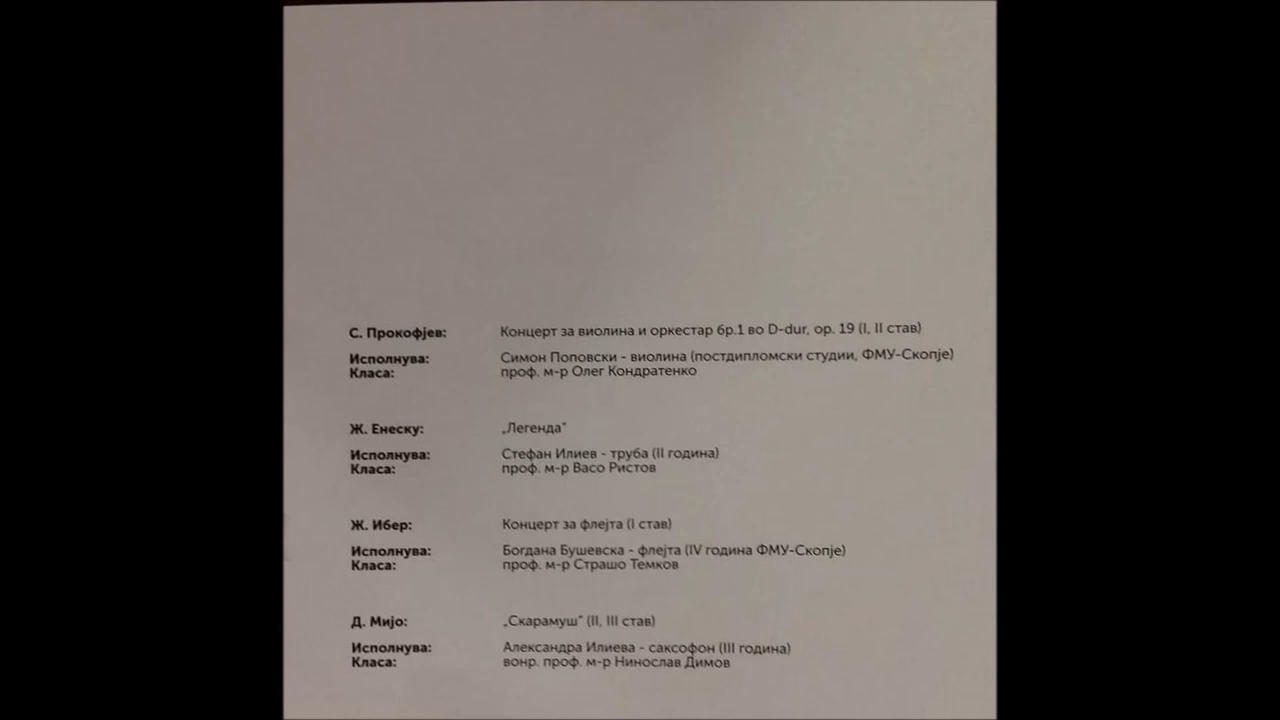 С. Прокофјев: Концерт за виолина и оркестар бр.1 во D-dur, op. 19 (I, II став)
Исполнува: Симон Поповски - виолина (постдипломски студии, ФМУ-Скопје)
Класа: проф. м-р Олег Кондратенко
Ж. Енеску: „Легенда“
Исполнува: Стефан Илиев - труба (II година)
Класа: проф. м-р Васо Ристов
Ж. Ибер: Концерт за флејта (I став)
Исполнува: Богдана Бушевска - флејта (IV година ФМУ-Скопје)
Класа: проф. м-р Страшо Темков
Д. Мијо: „Скарамуш“ (II, III став)
Исполнува: Александра Илиева - саксофон (III година)
Класа: вонр. проф. м-р Нинослав Димов